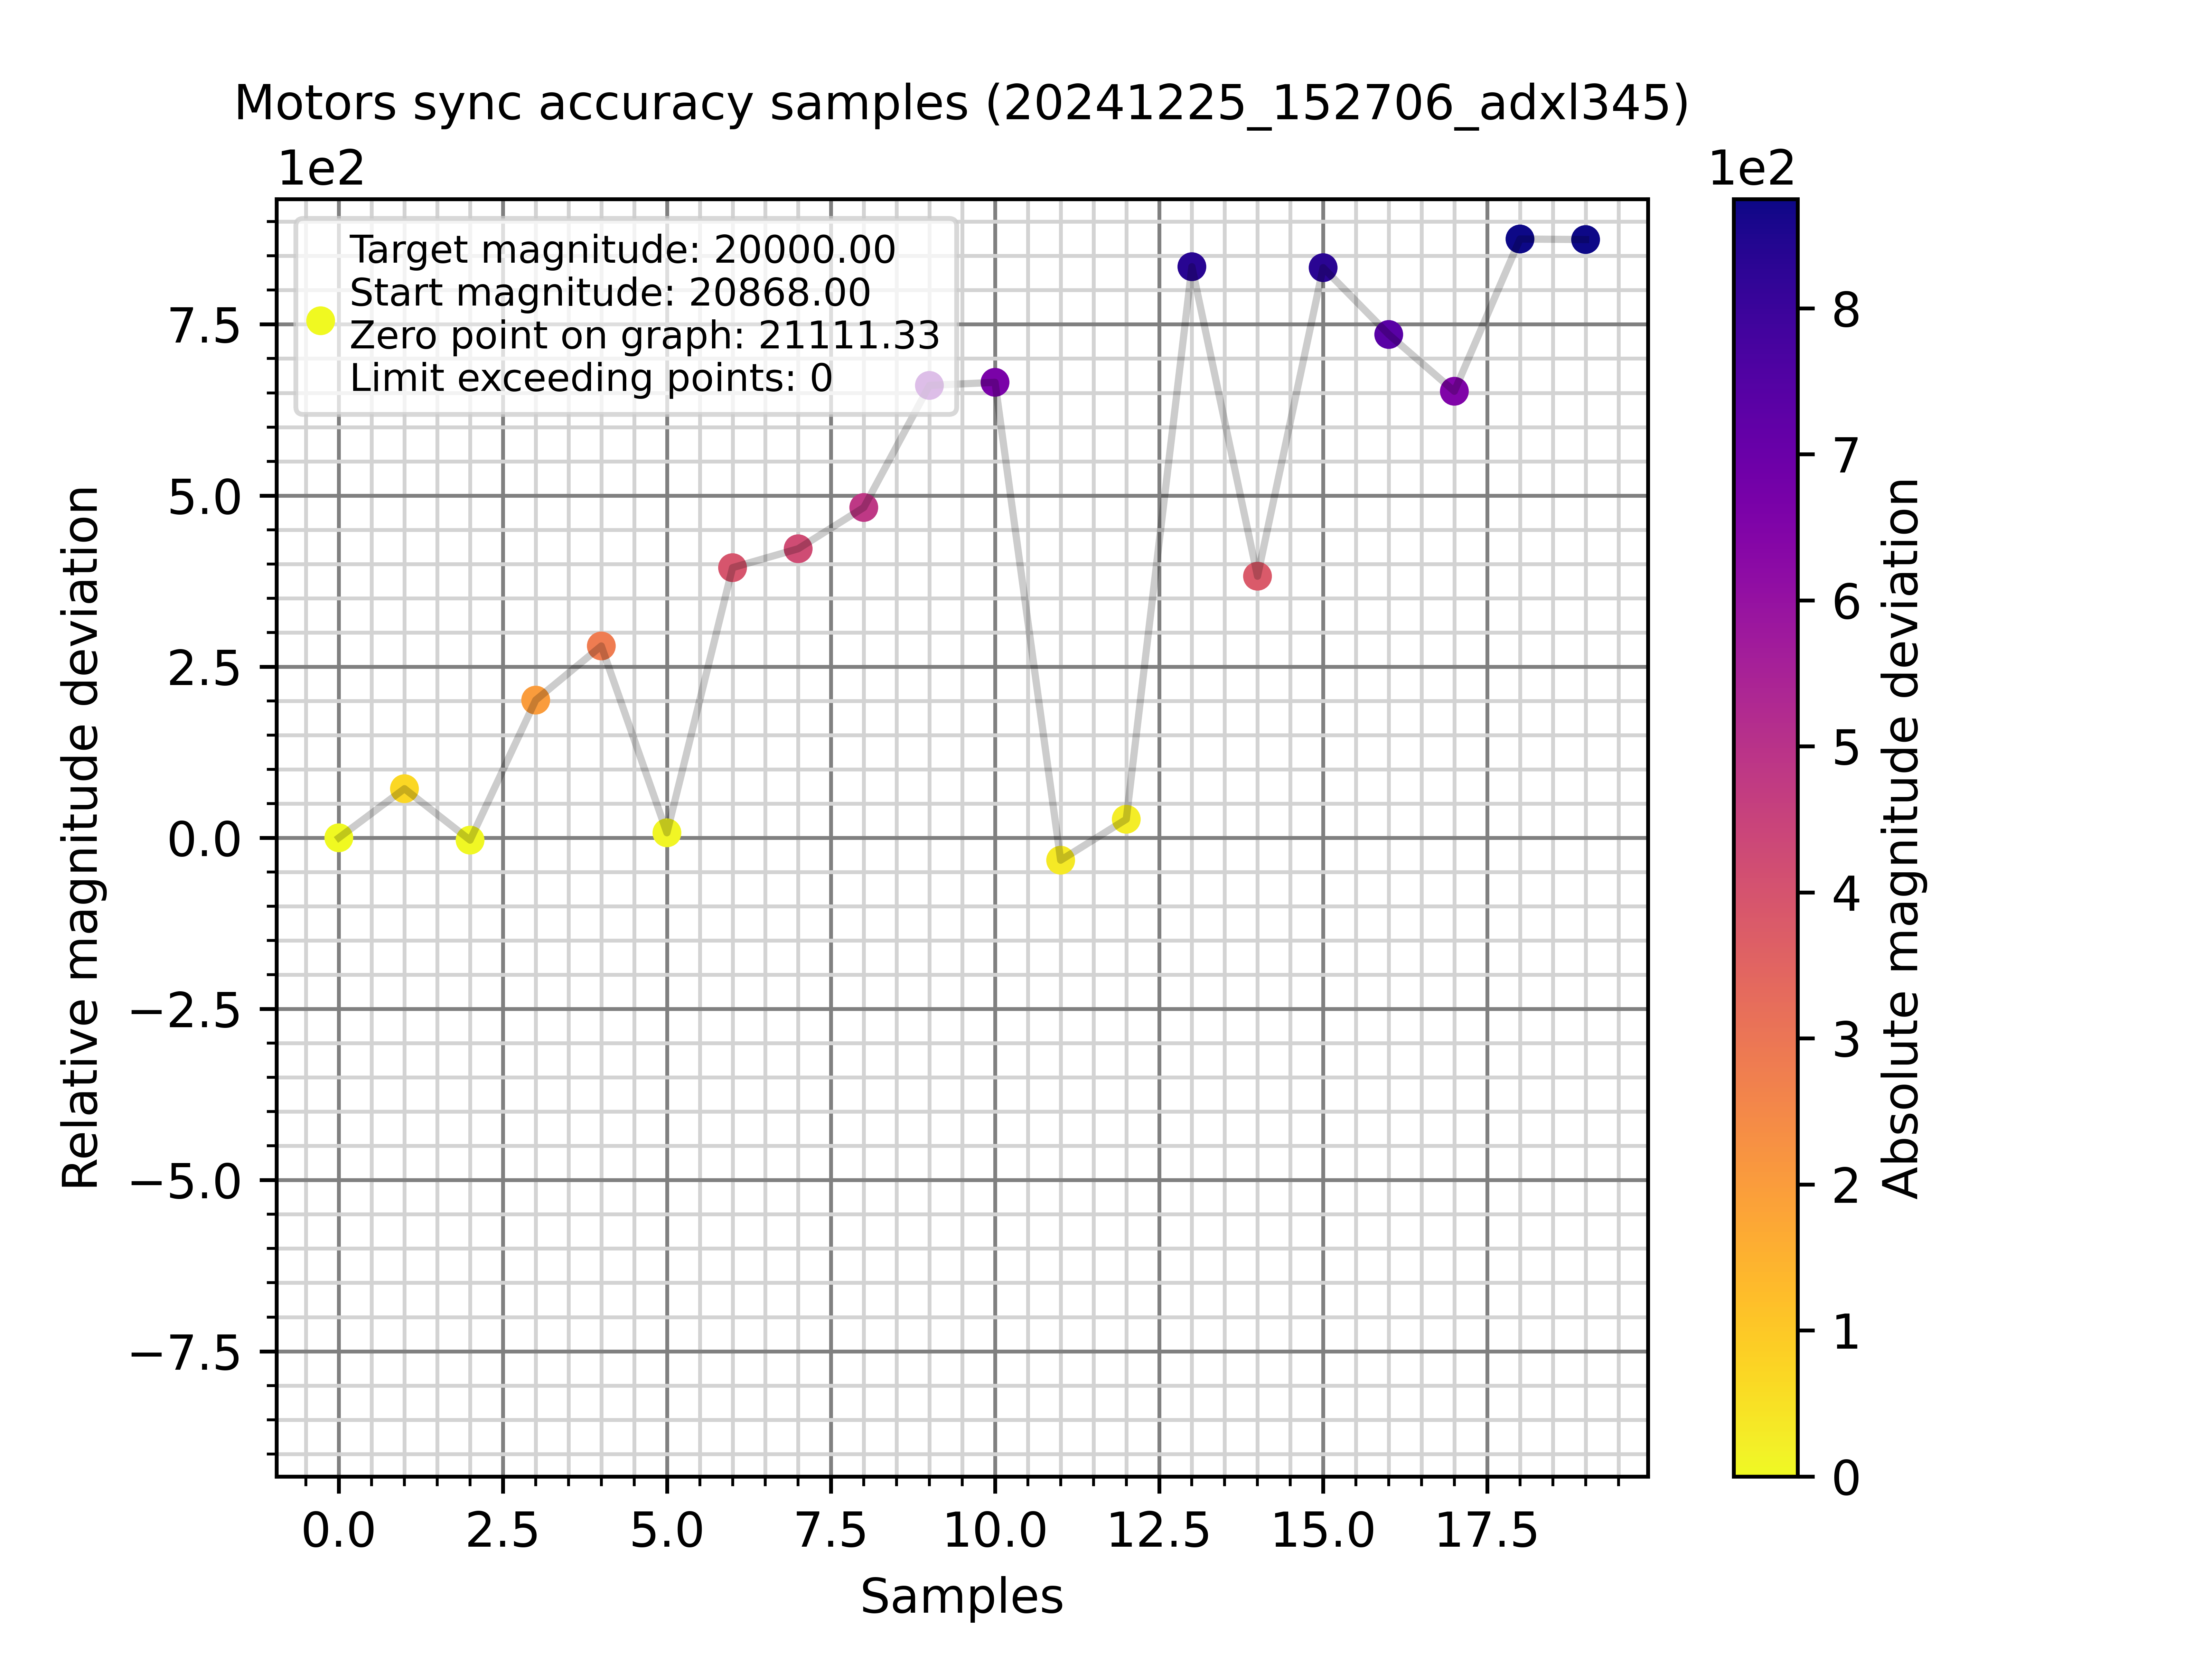 Motors sync accuracy samples (20241225_152706_adxl345)
1e2
1e2
Target magnitude: 20000.00
Start magnitude: 20868.00
Zero point on graph: 21111.33
Limit exceeding points: 0
7.5
5.0
2.5
0.0
−2.5
−5.0
−7.5
Relative magnitude deviation
0.0 2.5 5.0 7.5 10.0 12.5 15.0 17.5
Samples
8
7
6
5
4
3
2
1
0
Absolute magnitude deviation